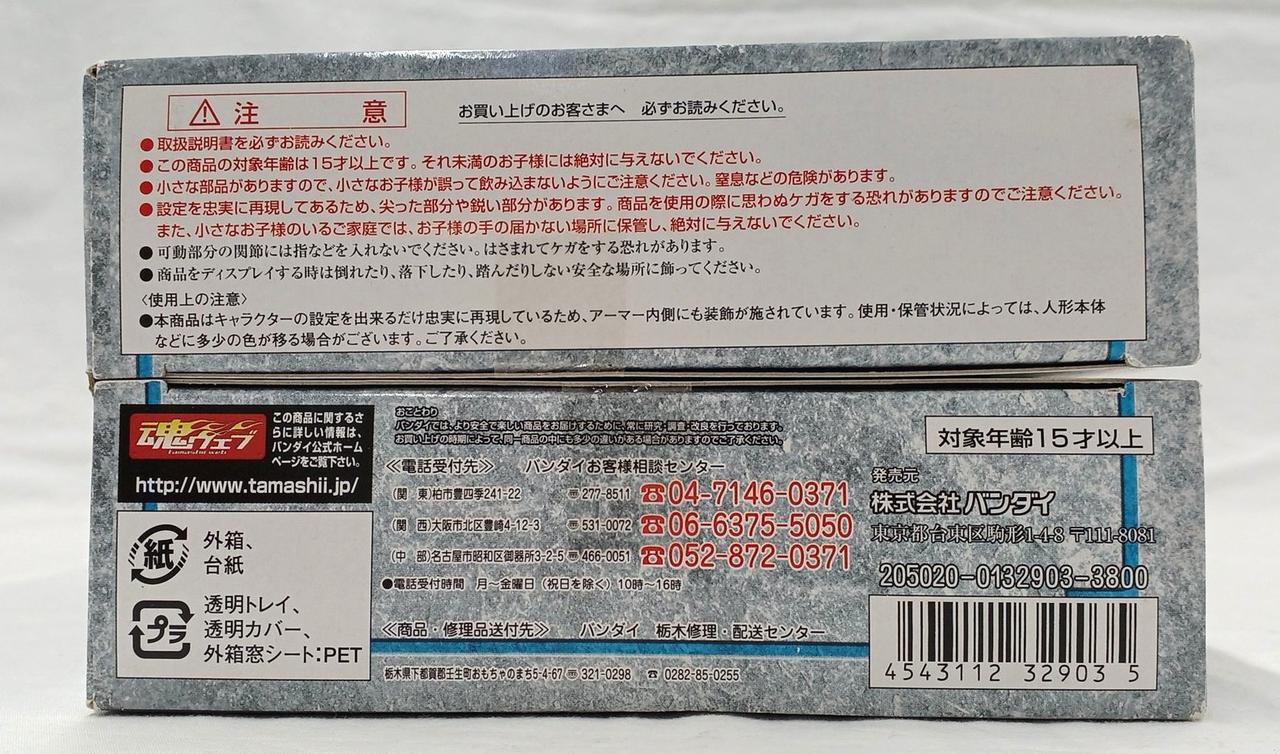 ⚠ 注 意
お買い上げのお客さまへ 必ずお読みください。
●取扱説明書を必ずお読みください。
●この商品の対象年齢は15才以上です。それ未満のお子様には絶対に与えないでください。
●小さな部品がありますので、小さなお子様が誤って飲み込まないようにご注意ください。窒息などの危険があります。
●設定を忠実に再現してあるため、尖った部分や鋭い部分があります。商品を使用の際に思わぬケガをする恐れがありますのでご注意ください。
また、小さなお子様のいるご家庭では、お子様の手の届かない場所に保管し、絶対に与えないでください。
●可動部分の関節には指などを入れないでください。はさまれてケガをする恐れがあります。
●商品をディスプレイする時は倒れたり、落下したり、踏んだりしない安全な場所に飾ってください。
〈使用上の注意〉
●本商品はキャラクターの設定を出来るだけ忠実に再現しているため、アーマー内側にも装飾が施されています。使用・保管状況によっては、人形本体
などに多少の色が移る場合がございます。ご了承ください。
魂ウェブ
tamashii web
この商品に関するさ
らに詳しい情報は、
バンダイ公式ホーム
ページをご覧下さい。
http://www.tamashii.jp/
紙
外箱、
台紙
プラ
透明トレイ、
透明カバー、
外箱窓シート:PET
おことわり
バンダイでは、より安全で楽しい商品をお届けするために、常に研究・調査・改良を行っております。
お買い上げの時期によって、同一商品の中にも多少の違いがある場合がありますのでご了承ください。
≪電話受付先≫ バンダイお客様相談センター
(関 東)柏市豊四季241-22 〒277-8511 ☎04-7146-0371
(関 西)大阪市北区豊崎4-12-3 〒531-0072 ☎06-6375-5050
(中 部)名古屋市昭和区御器所3-2-5 〒466-0051 ☎052-872-0371
●電話受付時間 月〜金曜日(祝日を除く)10時〜16時
≪商品・修理品送付先≫ バンダイ 栃木修理・配送センター
栃木県下都賀郡壬生町おもちゃのまち5-4-67 〒321-0298 ☎ 0282-85-0255
対象年齢15才以上
発売元
株式会社 バンダイ
東京都台東区駒形1-4-8 〒111-8081
205020-0132903-3800
4543112 32903 5